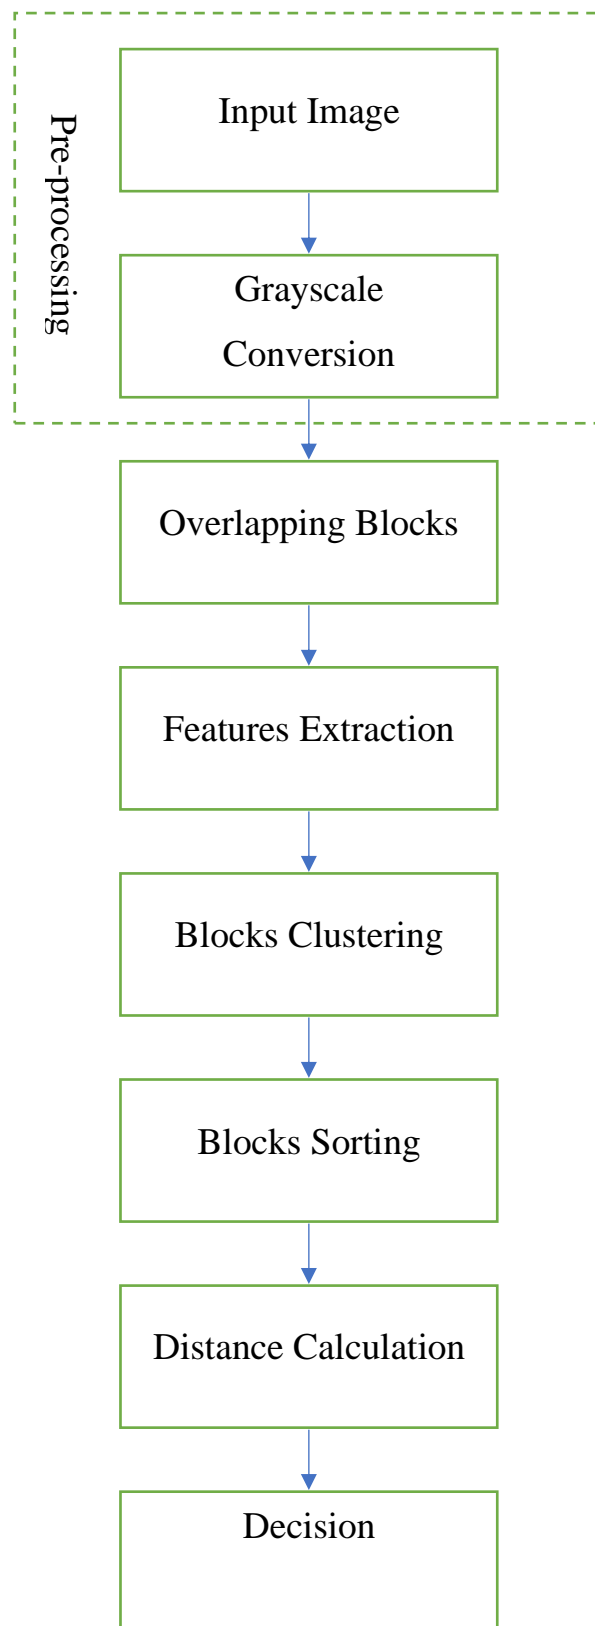 Pre-processing
Input Image
Grayscale
Conversion
Overlapping Blocks
Features Extraction
Blocks Clustering
Blocks Sorting
Distance Calculation
Decision